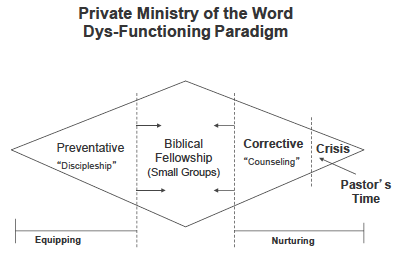 Private Ministry of the Word
Dys-Functioning Paradigm
Preventative
“Discipleship”
Biblical
Fellowship
(Small Groups)
Corrective
“Counseling”
Crisis
Pastor’s
Time
Equipping
Nurturing